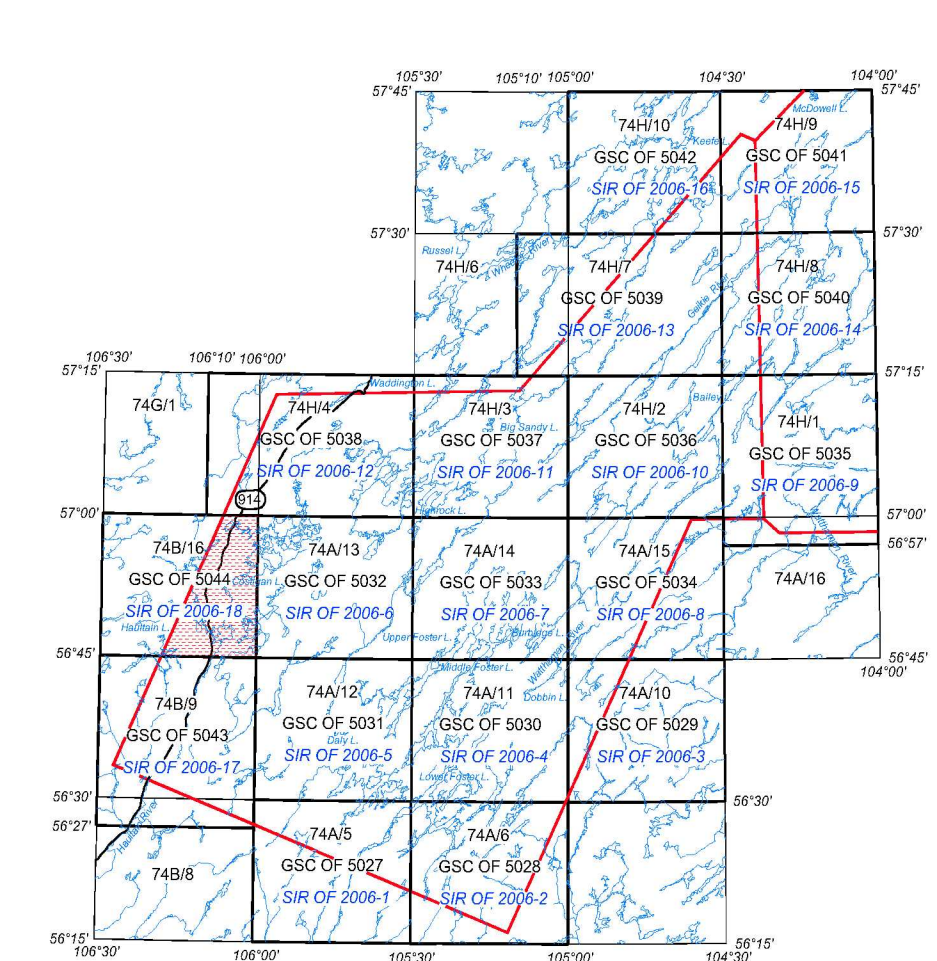 105°30' 105°10' 105°00' 104°30' 104°00'
57°45' 57°45'
McDowell L.
74H/10 74H/9
Keefe L.
GSC OF 5042 GSC OF 5041
SIR OF 2006-16 SIR OF 2006-15
57°30' 57°30'
Russel L.
Wheeler River
74H/6 74H/7 74H/8
Geikie River
GSC OF 5039 GSC OF 5040
SIR OF 2006-13 SIR OF 2006-14
106°30' 106°10' 106°00'
57°15' 57°15'
Waddington L.
Bailey L.
74G/1 74H/4 74H/3 74H/2 74H/1
Big Sandy L.
GSC OF 5038 GSC OF 5037 GSC OF 5036 GSC OF 5035
SIR OF 2006-12 SIR OF 2006-11 SIR OF 2006-10 SIR OF 2006-9
914
Highrock L.
57°00' 57°00'
56°57'
74B/16 74A/13 74A/14 74A/15 74A/16
GSC OF 5044 GSC OF 5032 GSC OF 5033 GSC OF 5034
Costigan L.
SIR OF 2006-18 SIR OF 2006-6 SIR OF 2006-7 SIR OF 2006-8
Haultain L.
Upper Foster L.
56°45' 56°45'
Middle Foster L.
104°00'
74B/9 74A/12 74A/11 74A/10
Dobbin L.
GSC OF 5043 GSC OF 5031 GSC OF 5030 GSC OF 5029
Daly L.
SIR OF 2006-17 SIR OF 2006-5 SIR OF 2006-4 SIR OF 2006-3
Lower Foster L.
56°30' 56°30'
Haultain River
56°27'
74A/5 74A/6
74B/8 GSC OF 5027 GSC OF 5028
SIR OF 2006-1 SIR OF 2006-2
56°15' 56°15'
106°30' 106°00' 105°30' 105°00' 104°30'